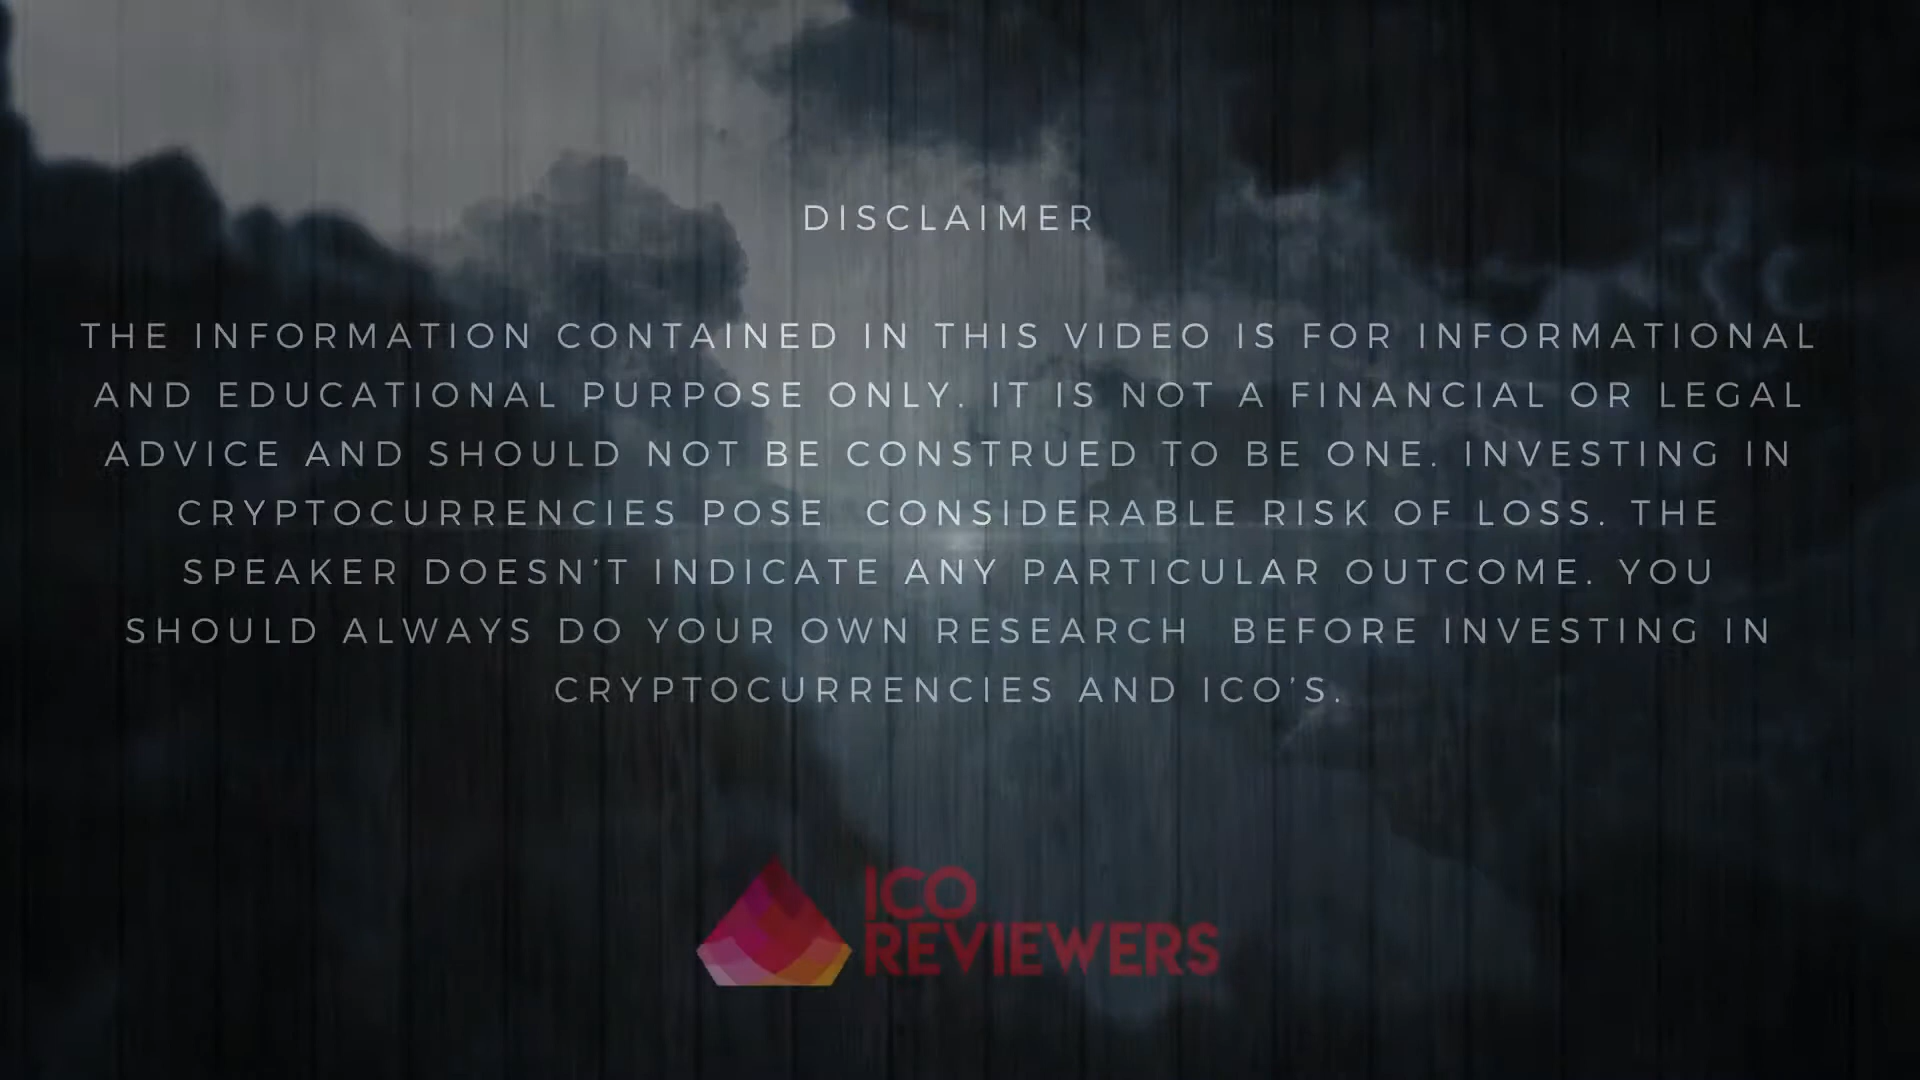 DISCLAIMER
THE INFORMATION CONTAINED IN THIS VIDEO IS FOR INFORMATIONAL
AND EDUCATIONAL PURPOSE ONLY. IT IS NOT A FINANCIAL OR LEGAL
ADVICE AND SHOULD NOT BE CONSTRUED TO BE ONE. INVESTING IN
CRYPTOCURRENCIES POSE  CONSIDERABLE RISK OF LOSS. THE
SPEAKER DOESN'T INDICATE ANY PARTICULAR OUTCOME. YOU
SHOULD ALWAYS DO YOUR OWN RESEARCH  BEFORE INVESTING IN
CRYPTOCURRENCIES AND ICO'S.
ICO
REVIEWERS